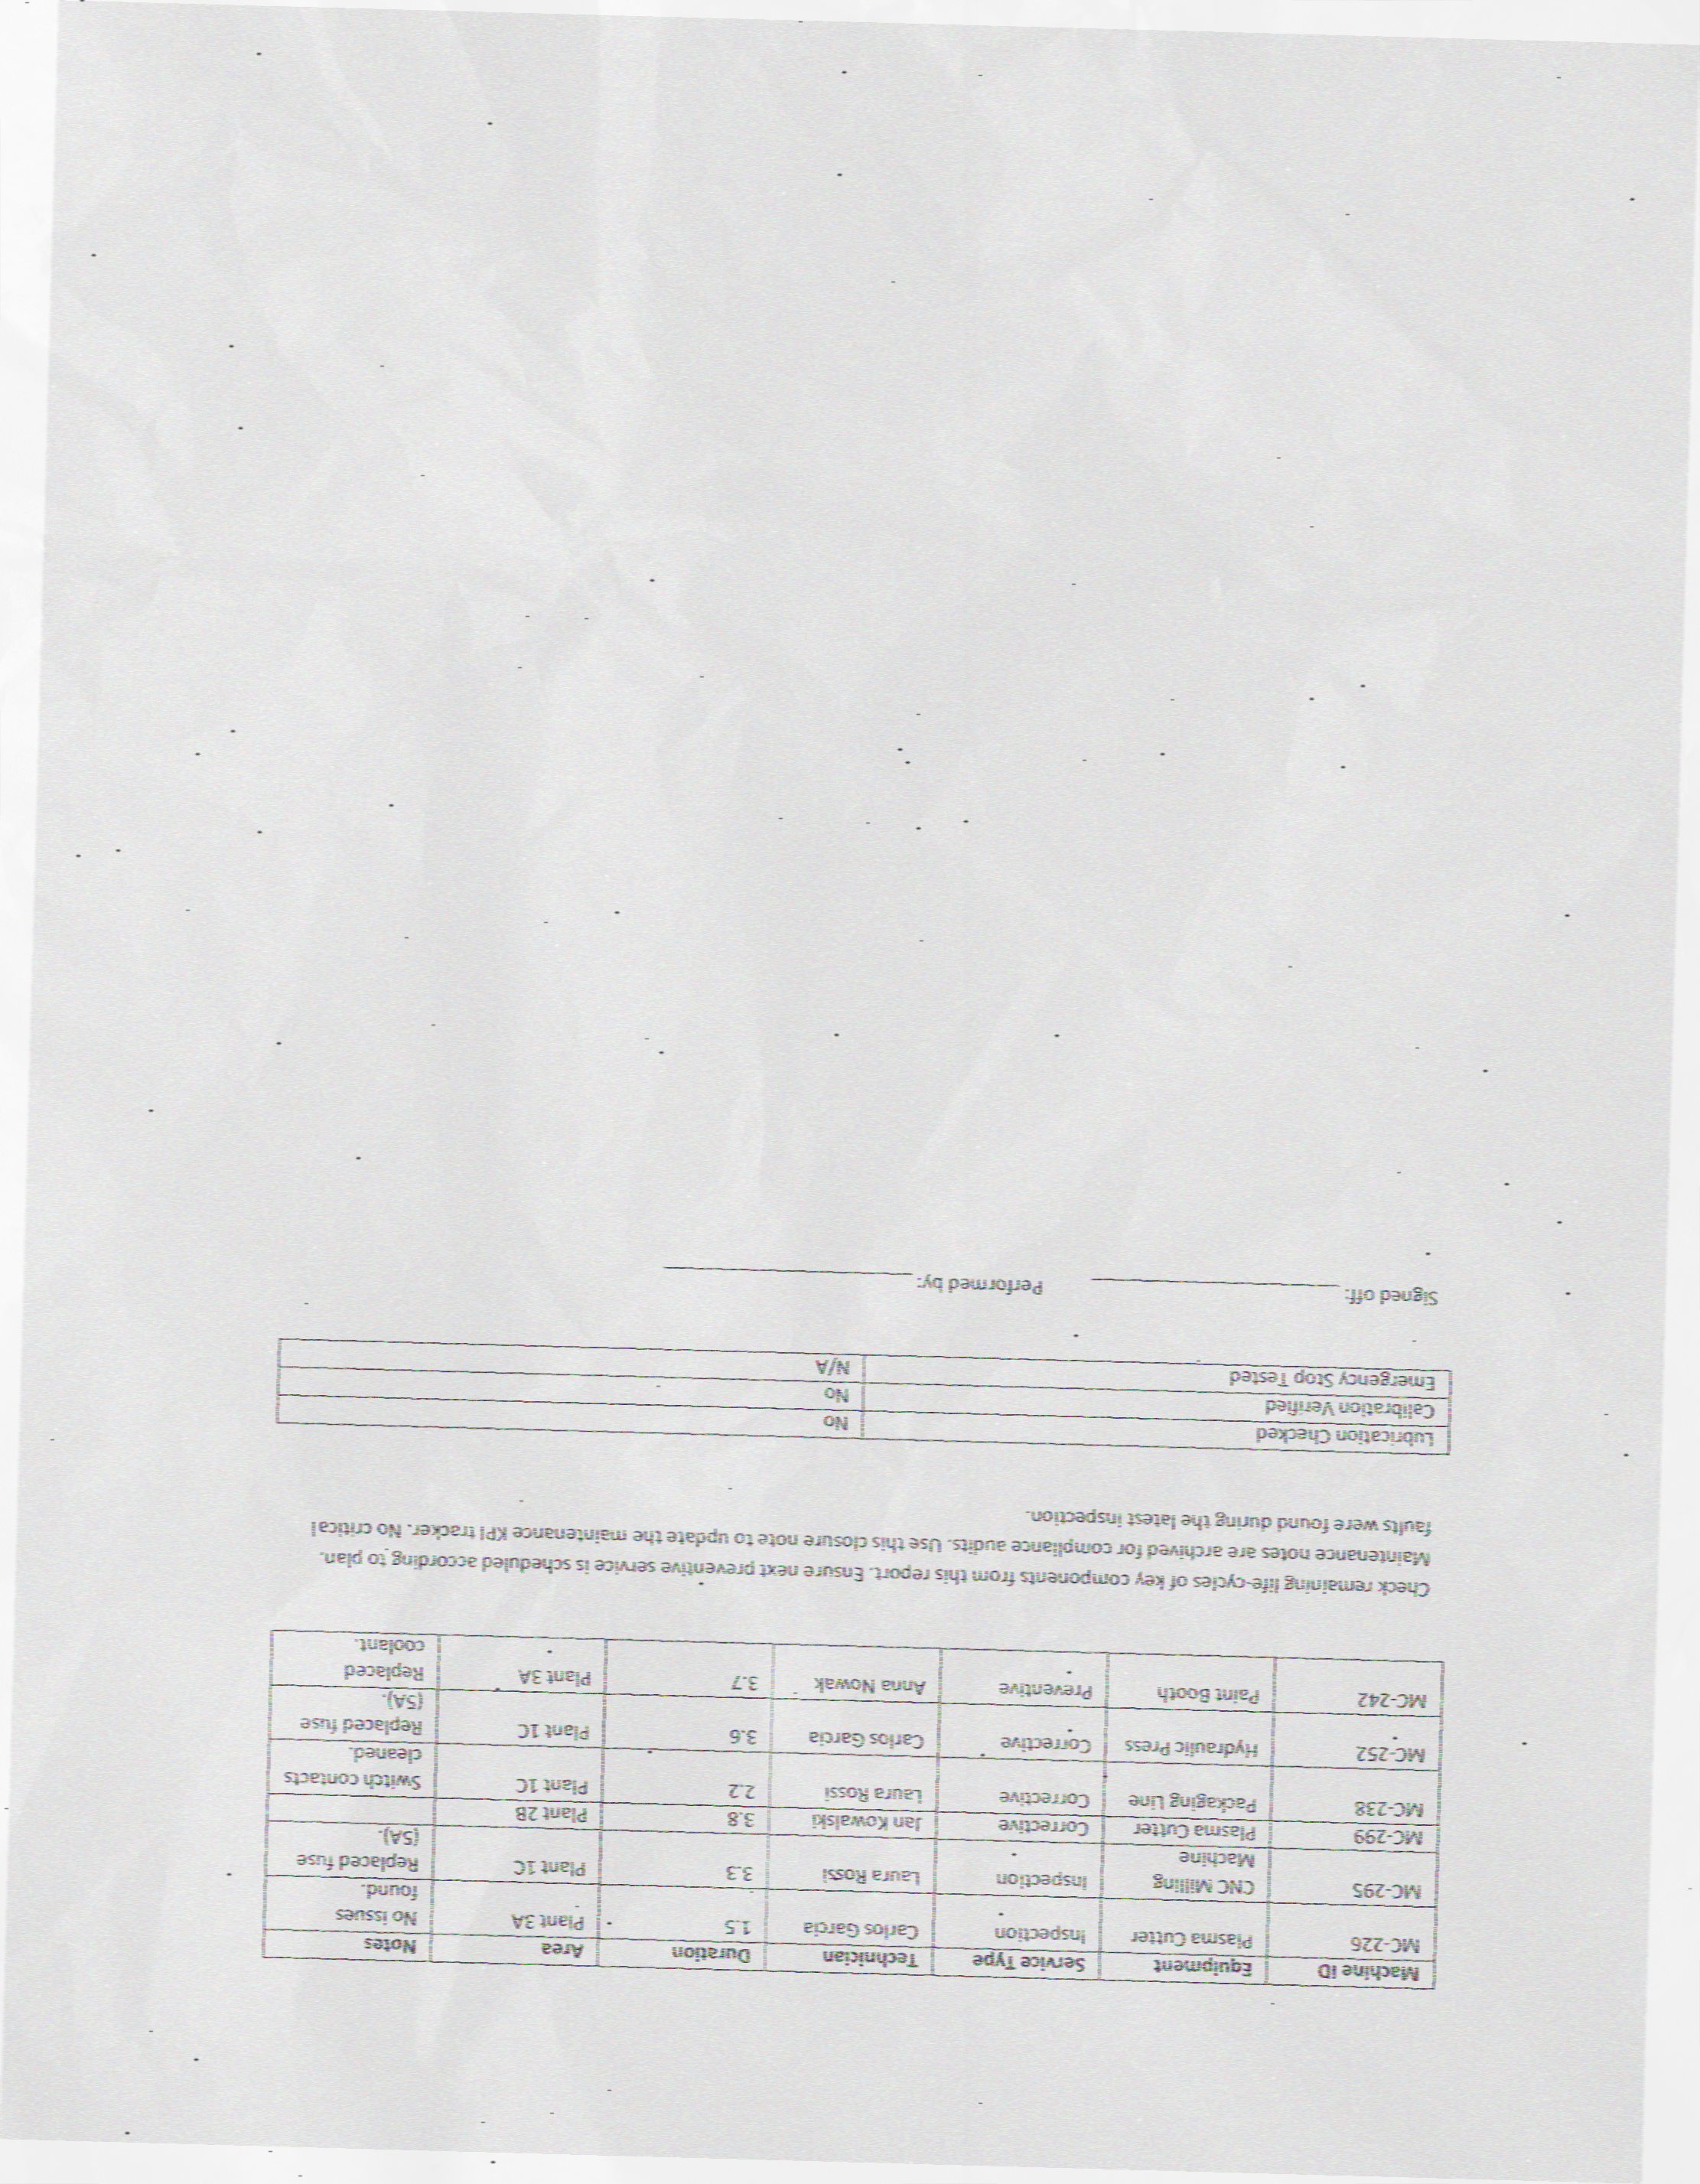 Machine ID Equipment Service Type Technician Duration Area Notes
MC-226 Plasma Cutter Inspection Carlos Garcia 1.5 Plant 3A No issues
found.
MC-295 CNC Milling Inspection Laura Rossi 3.3 Plant 1C Replaced fuse
Machine (5A).
MC-299 Plasma Cutter Corrective Jan Kowalski 3.8 Plant 2B
MC-238 Packaging Line Corrective Laura Rossi 2.2 Plant 1C Switch contacts
cleaned.
MC-252 Hydraulic Press Corrective Carlos Garcia 3.6 Plant 1C Replaced fuse
(5A).
MC-242 Paint Booth Preventive Anna Nowak 3.7 Plant 3A Replaced
coolant.
Check remaining life-cycles of key components from this report. Ensure next preventive service is scheduled according to plan.
Maintenance notes are archived for compliance audits. Use this closure note to update the maintenance KPI tracker. No critical
faults were found during the latest inspection.
Lubrication Checked No
Calibration Verified No
Emergency Stop Tested N/A
Signed off: Performed by: